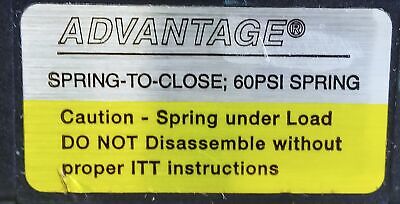 ADVANTAGE®
SPRING-TO-CLOSE; 60PSI SPRING
Caution - Spring under Load
DO NOT Disassemble without
proper ITT instructions